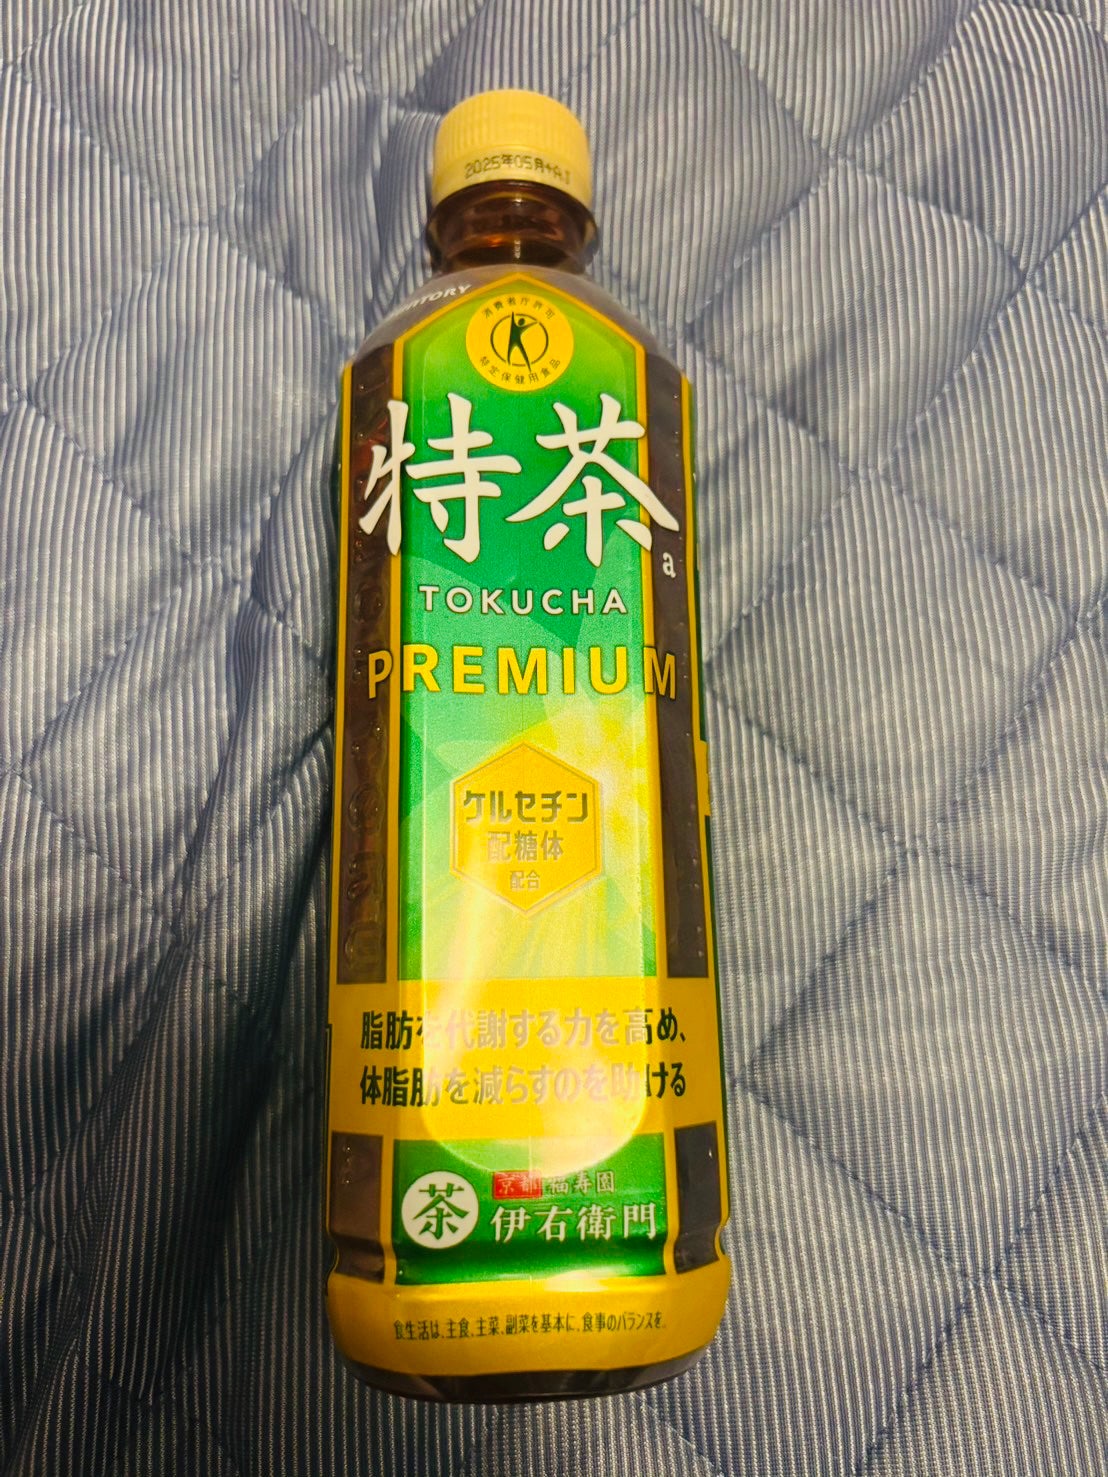 2025年05月
消費者庁許可
特定保健用食品
特茶
a
TOKUCHA
PREMIUM
ケルセチン
配糖体
配合
脂肪を代謝する力を高め、
体脂肪を減らすのを助ける
茶
京都 福寿園
伊右衛門
食生活は、主食、主菜、副菜を基本に、食事のバランスを。